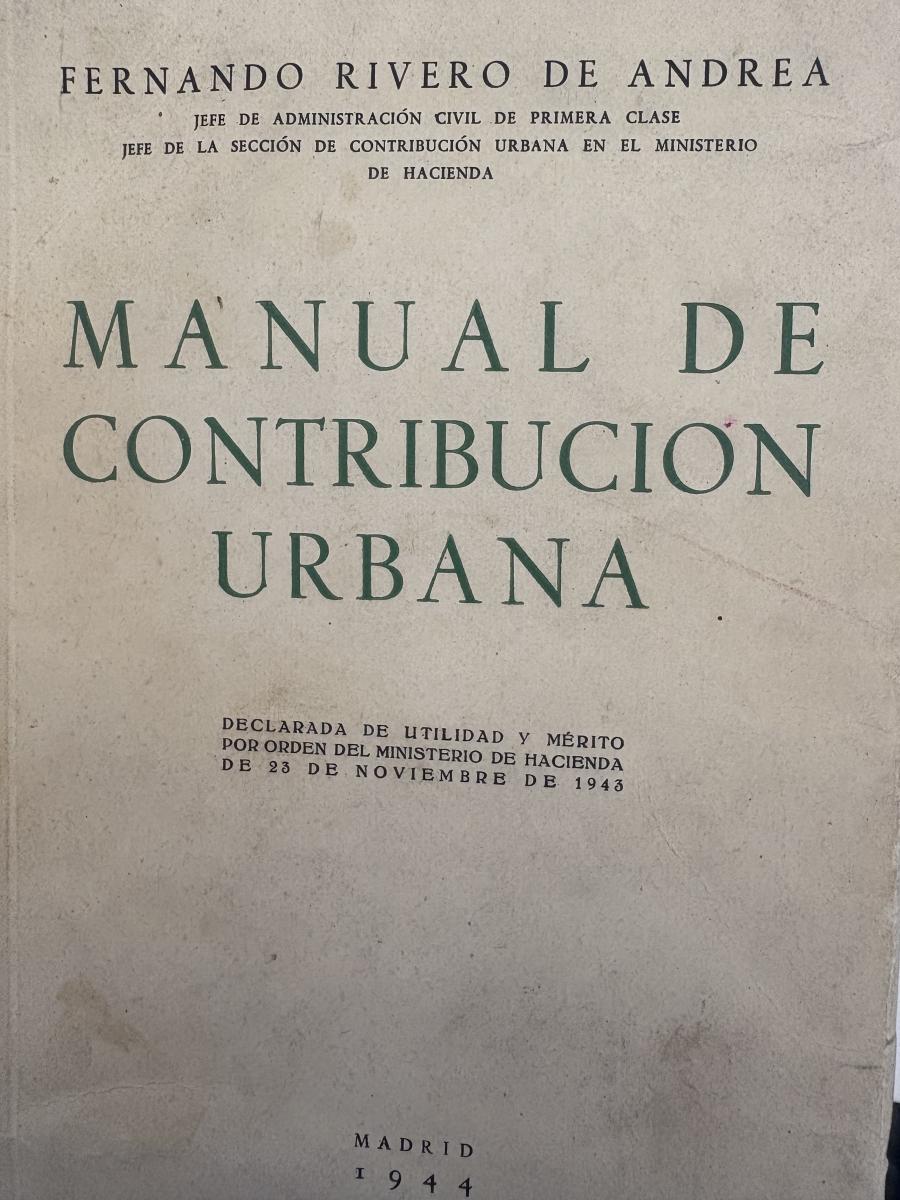 FERNANDO RIVERO DE ANDREA
JEFE DE ADMINISTRACIÓN CIVIL DE PRIMERA CLASE
JEFE DE LA SECCIÓN DE CONTRIBUCIÓN URBANA EN EL MINISTERIO
DE HACIENDA
MANUAL DE
CONTRIBUCION
URBANA
DECLARADA DE UTILIDAD Y MÉRITO
POR ORDEN DEL MINISTERIO DE HACIENDA
DE 23 DE NOVIEMBRE DE 1943
MADRID
1944